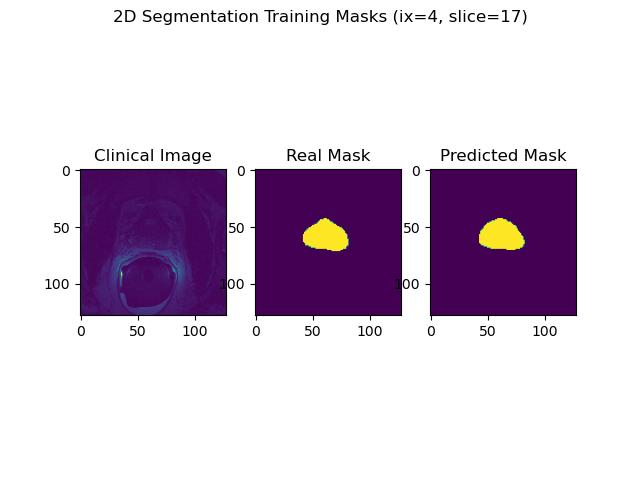 2D Segmentation Training Masks (ix=4, slice=17)
Clinical Image Real Mask Predicted Mask
0 0 0
50 50 50
100 100 100
0 50 100 0 50 100 0 50 100